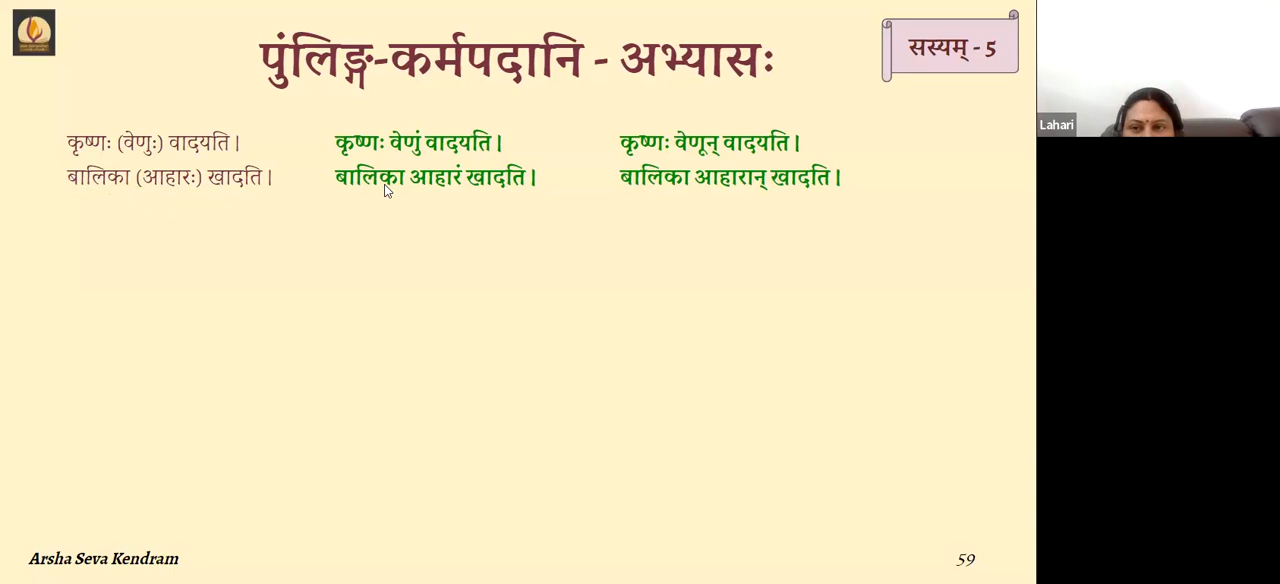 पुंलिङ्ग-कर्मपदानि - अभ्यासः
सस्यम् - 5
Lahari
कृष्णः (वेणुः) वादयति। कृष्णः वेणुं वादयति। कृष्णः वेणून् वादयति।
बालिका (आहारः) खादति। बालिका आहारं खादति। बालिका आहारान् खादति।
Arsha Seva Kendram
59